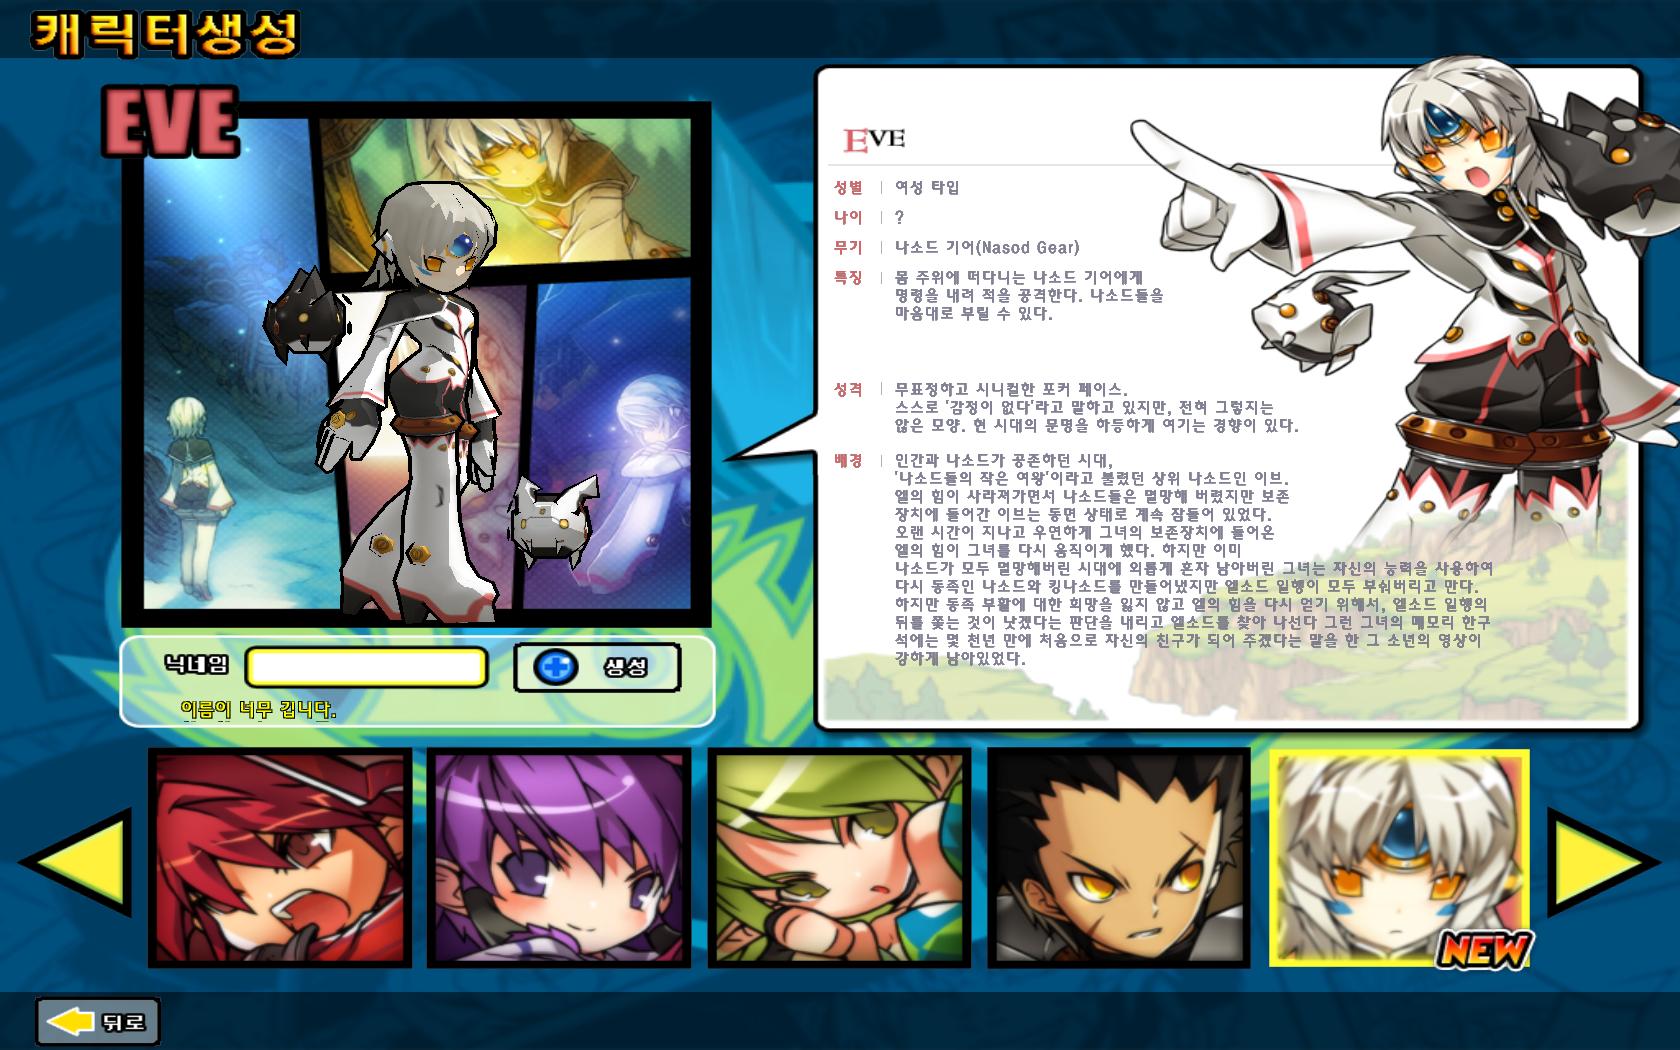 캐릭터생성
EVE
EVE
성별 | 여성 타입
나이 | ?
무기 | 나소드 기어(Nasod Gear)
특징 | 몸 주위에 떠다니는 나소드 기어에게
명령을 내려 적을 공격한다. 나소드들을
마음대로 부릴 수 있다.
성격 | 무표정하고 시니컬한 포커 페이스.
스스로 '감정이 없다'라고 말하고 있지만, 전혀 그렇지는
않은 모양. 현 시대의 문명을 하등하게 여기는 경향이 있다.
배경 | 인간과 나소드가 공존하던 시대,
'나소드들의 작은 여왕'이라고 불렸던 상위 나소드인 이브.
엘의 힘이 사라져가면서 나소드들은 멸망해 버렸지만 보존
장치에 들어간 이브는 동면 상태로 계속 잠들어 있었다.
오랜 시간이 지나고 우연하게 그녀의 보존장치에 들어온
엘의 힘이 그녀를 다시 움직이게 했다. 하지만 이미
나소드가 모두 멸망해버린 시대에 외롭게 혼자 남아버린 그녀는 자신의 능력을 사용하여
다시 동족인 나소드와 킹나소드를 만들어냈지만 엘소드 일행이 모두 부숴버리고 만다.
하지만 동족 부활에 대한 희망을 잃지 않고 엘의 힘을 다시 얻기 위해서, 엘소드 일행의
뒤를 쫓는 것이 낫겠다는 판단을 내리고 엘소드를 찾아 나선다 그런 그녀의 메모리 한구
석에는 몇 천년 만에 처음으로 자신의 친구가 되어 주겠다는 말을 한 그 소년의 영상이
강하게 남아있었다.
닉네임
생성
이름이 너무 깁니다.
NEW
뒤로